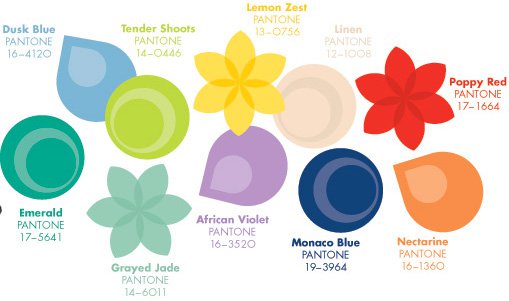 Dusk Blue
PANTONE
16-4120
Tender Shoots
PANTONE
14-0446
Lemon Zest
PANTONE
13-0756
Linen
PANTONE
12-1008
Poppy Red
PANTONE
17-1664
Emerald
PANTONE
17-5641
Grayed Jade
PANTONE
14-6011
African Violet
PANTONE
16-3520
Monaco Blue
PANTONE
19-3964
Nectarine
PANTONE
16-1360